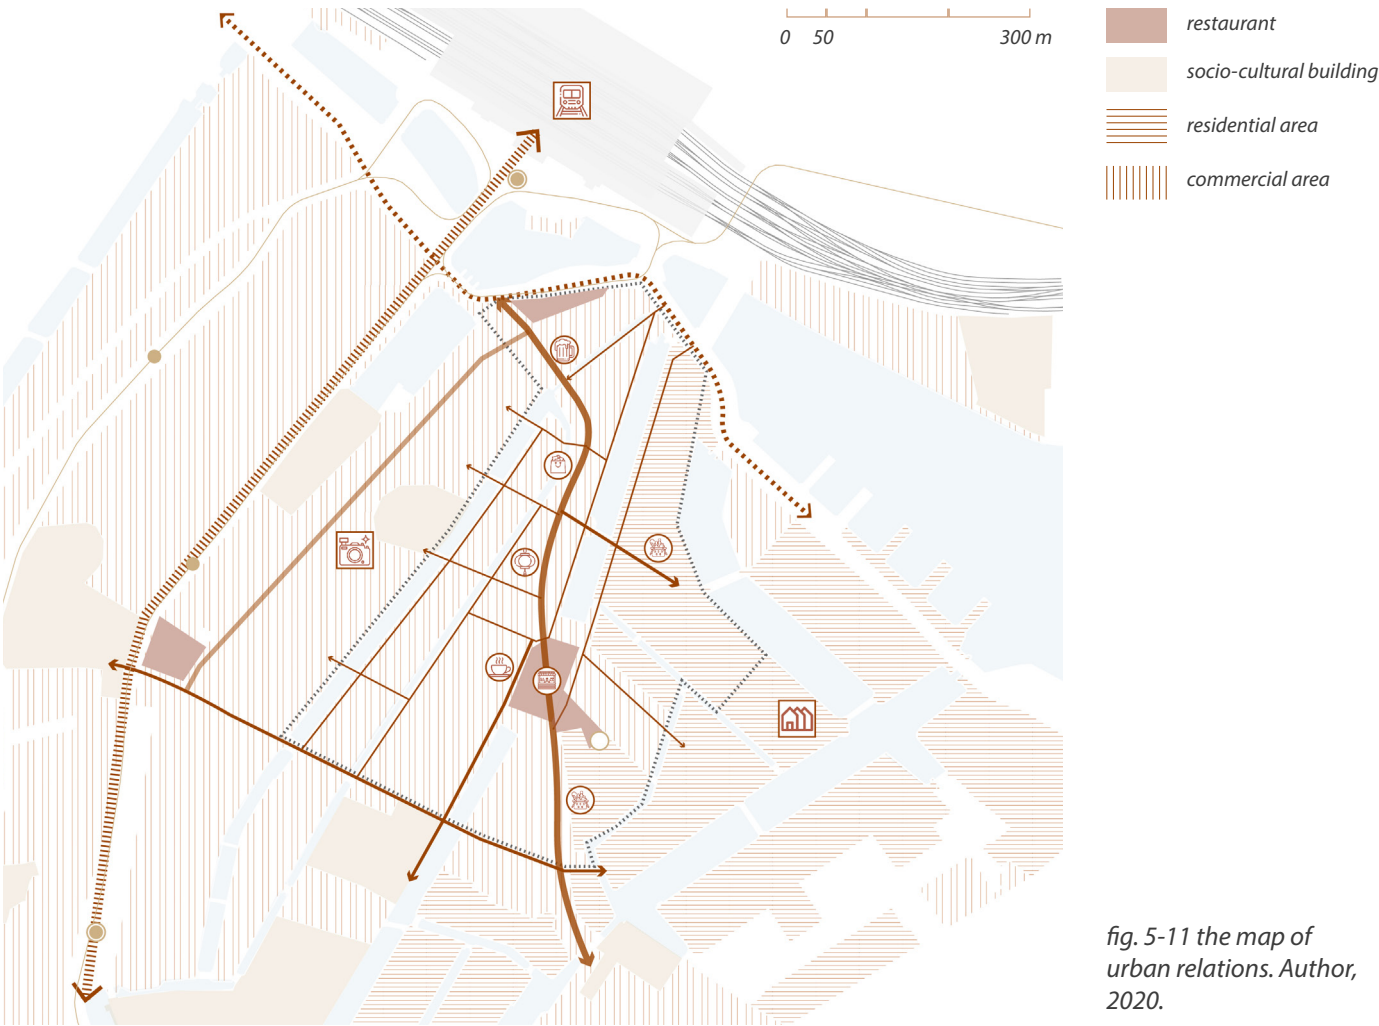 0 50 300 m
restaurant
socio-cultural building
residential area
commercial area
fig. 5-11 the map of
urban relations. Author,
2020.